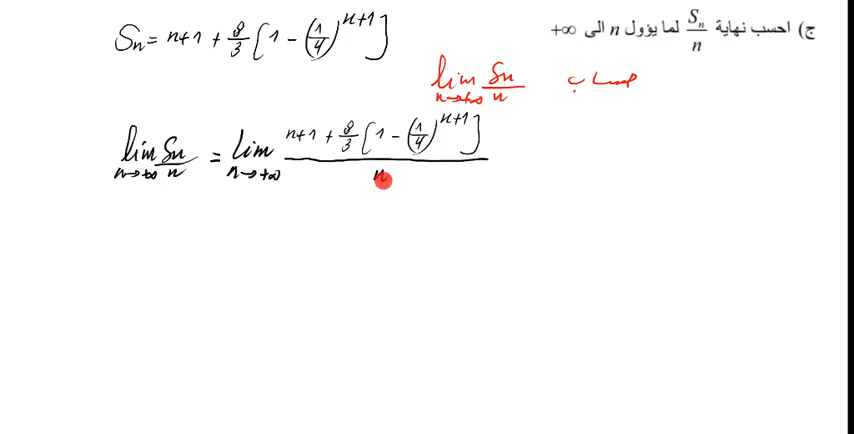 ج) احسب نهاية Sn/n لما يؤول n الى +∞
Sn = n+1 + 8/3 [1 - (1/4)^(n+1)]
حساب lim n→+∞ Sn/n
lim n→+∞ Sn/n = lim n→+∞ (n+1 + 8/3 [1 - (1/4)^(n+1)])/n